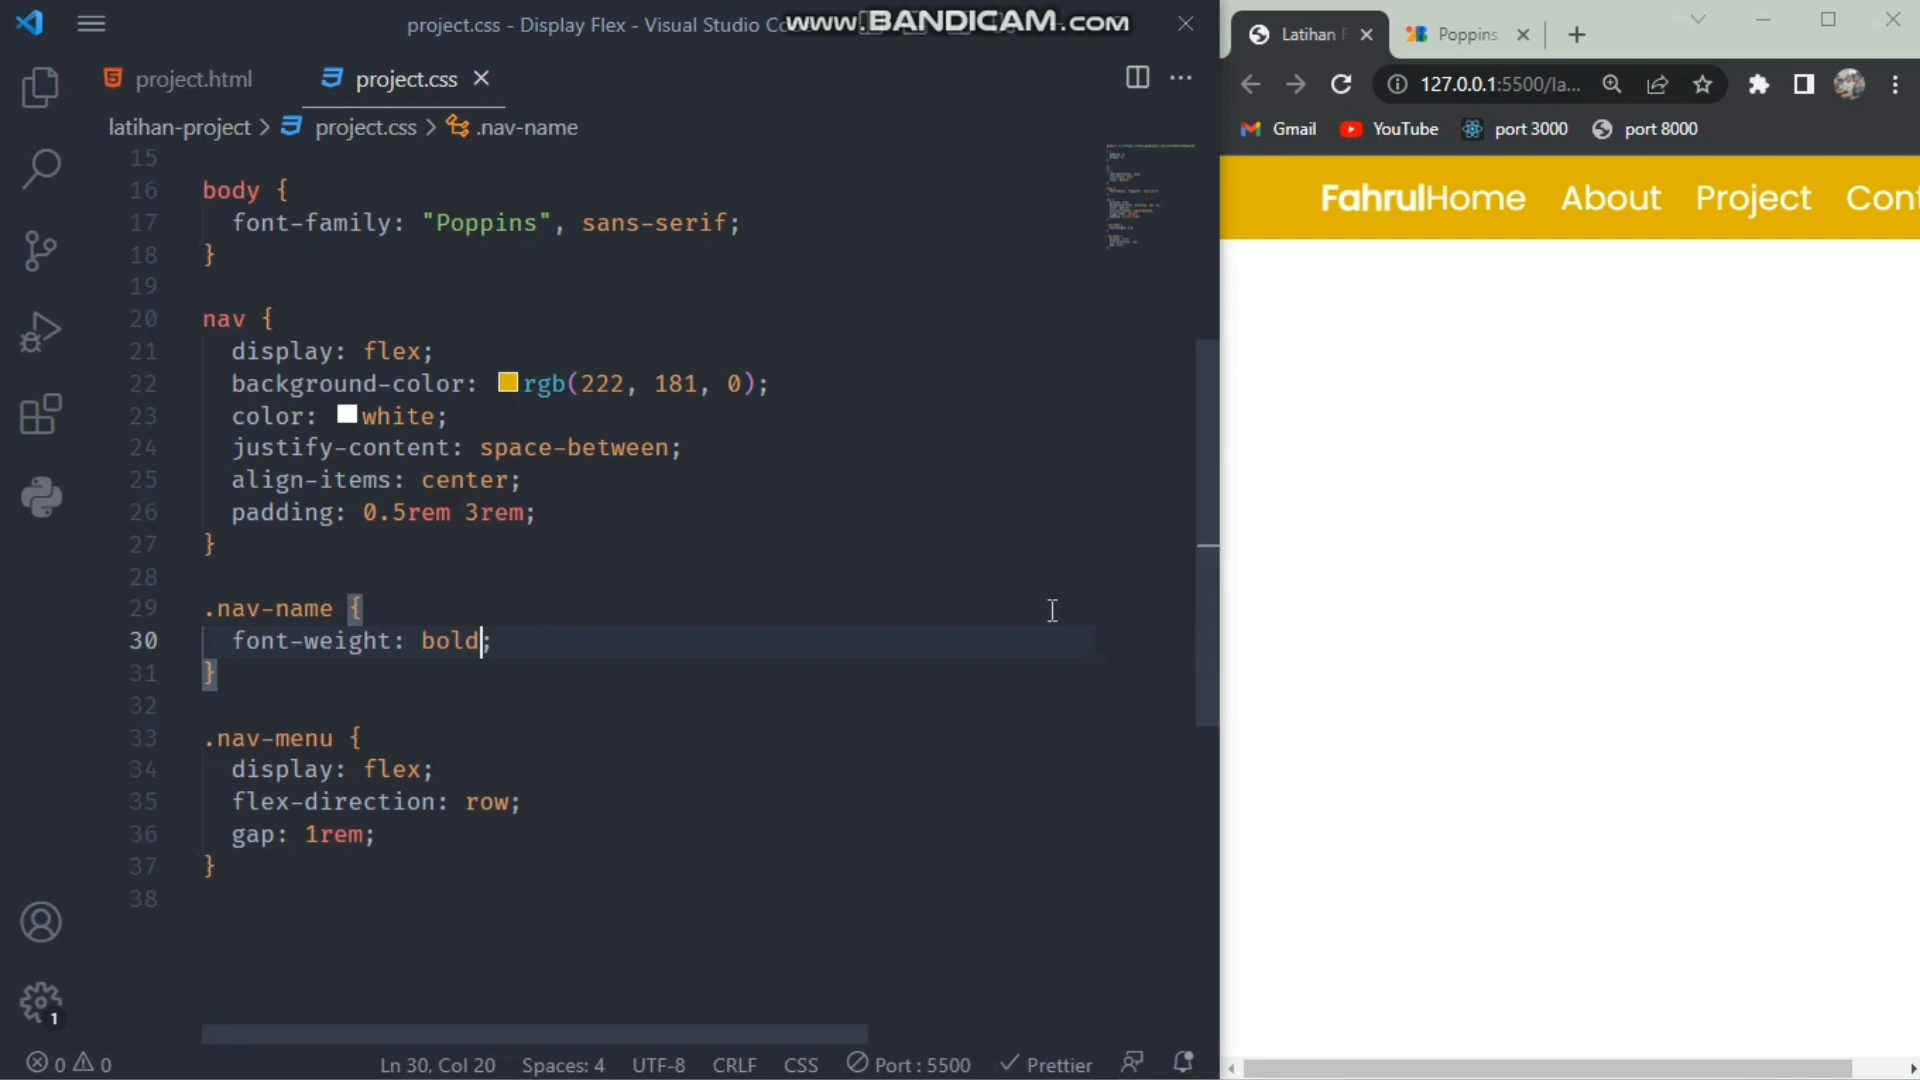 project.css - Display Flex - Visual Studio Co
www.BANDICAM.com
project.html
project.css
latihan-project > project.css > .nav-name
15
16 body {
17 font-family: "Poppins", sans-serif;
18 }
19
20 nav {
21 display: flex;
22 background-color: rgb(222, 181, 0);
23 color: white;
24 justify-content: space-between;
25 align-items: center;
26 padding: 0.5rem 3rem;
27 }
28
29 .nav-name {
30 font-weight: bold;
31 }
32
33 .nav-menu {
34 display: flex;
35 flex-direction: row;
36 gap: 1rem;
37 }
38
1
0 0
Ln 30, Col 20
Spaces: 4
UTF-8
CRLF
CSS
Port : 5500
Prettier
Latihan
Poppins
127.0.0.1:5500/la...
Gmail
YouTube
port 3000
port 8000
FahrulHome About Project Cont